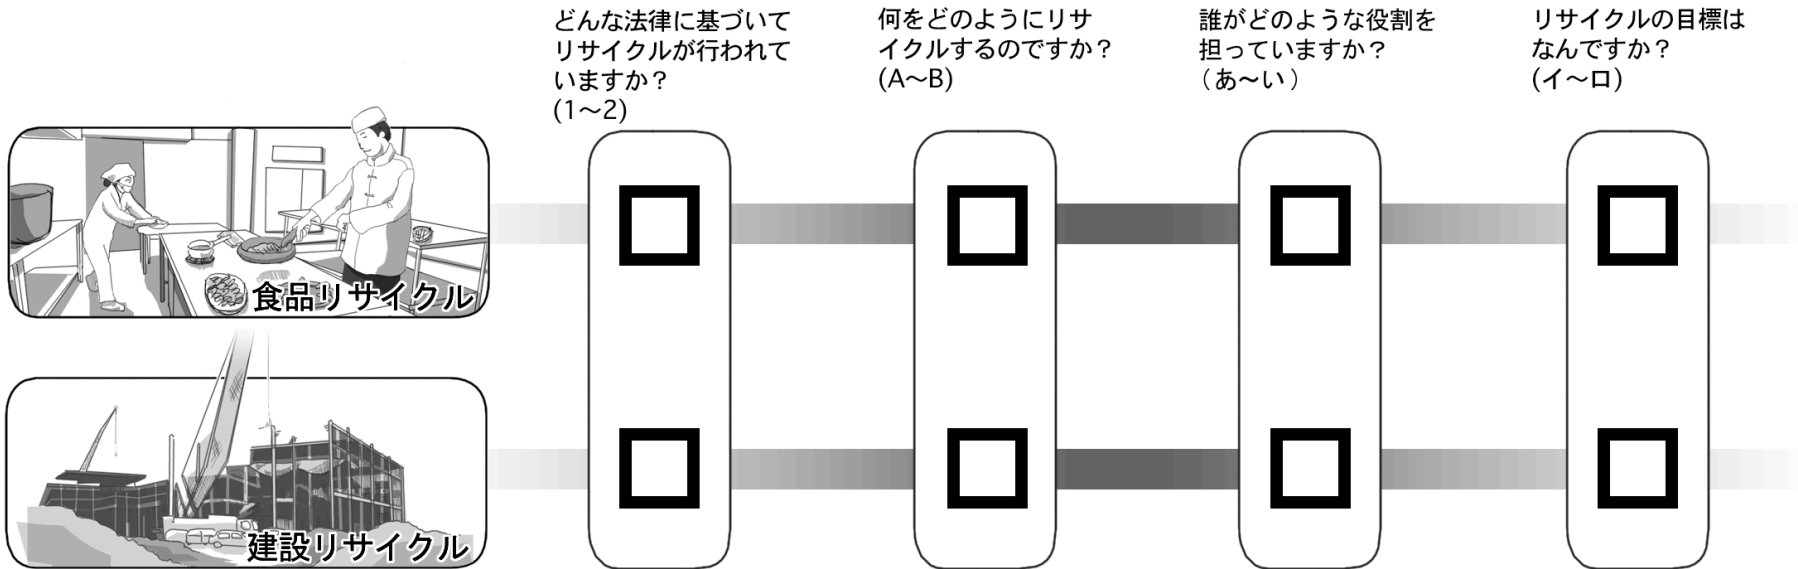 どんな法律に基づいて
リサイクルが行われて
いますか？
(1〜2)
何をどのようにリサ
イクルするのですか？
(A〜B)
誰がどのような役割を
担っていますか？
（あ〜い）
リサイクルの目標は
なんですか？
(イ〜ロ)
食品リサイクル
建設リサイクル